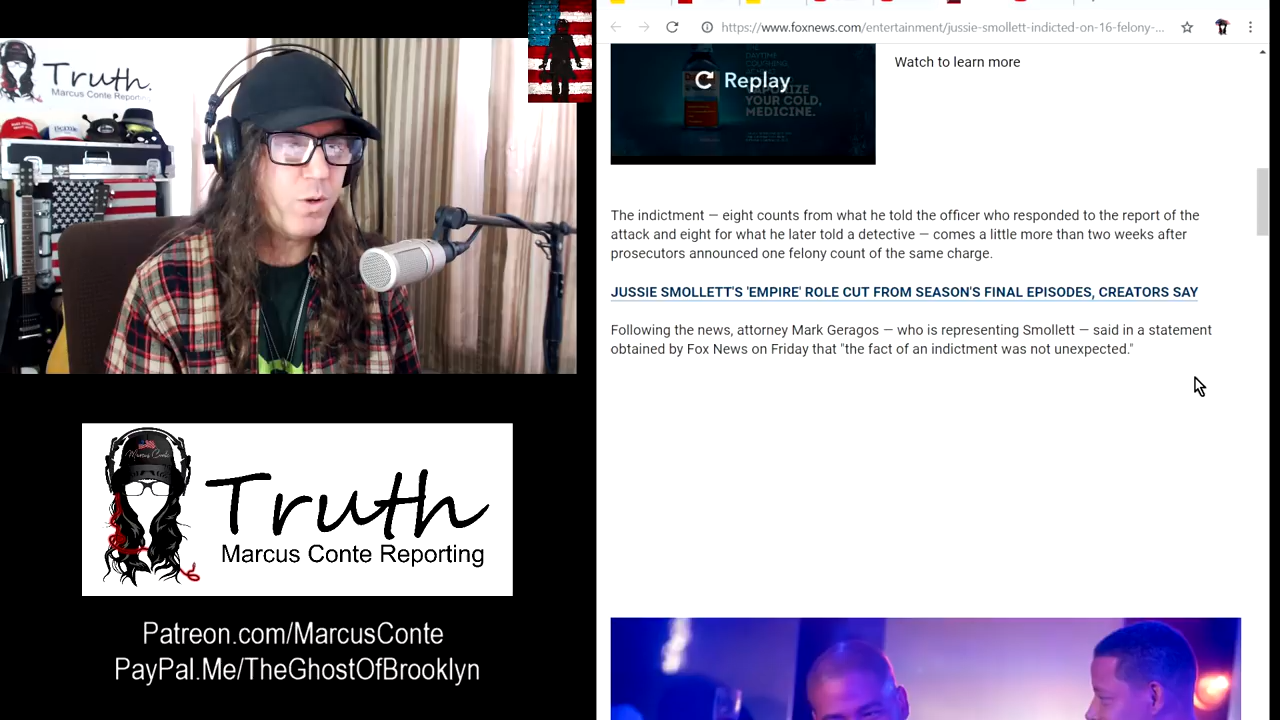 Truth.
Marcus Conte Reporting
https://www.foxnews.com/entertainment/jussie-smollett-indicted-on-16-felony-...
Replay
VAPORIZE
YOUR COLD,
MEDICINE.
Watch to learn more
The indictment — eight counts from what he told the officer who responded to the report of the
attack and eight for what he later told a detective — comes a little more than two weeks after
prosecutors announced one felony count of the same charge.
JUSSIE SMOLLETT'S 'EMPIRE' ROLE CUT FROM SEASON'S FINAL EPISODES, CREATORS SAY
Following the news, attorney Mark Geragos — who is representing Smollett — said in a statement
obtained by Fox News on Friday that "the fact of an indictment was not unexpected."
Marcus Conte
Truth
Marcus Conte Reporting
Patreon.com/MarcusConte
PayPal.Me/TheGhostOfBrooklyn